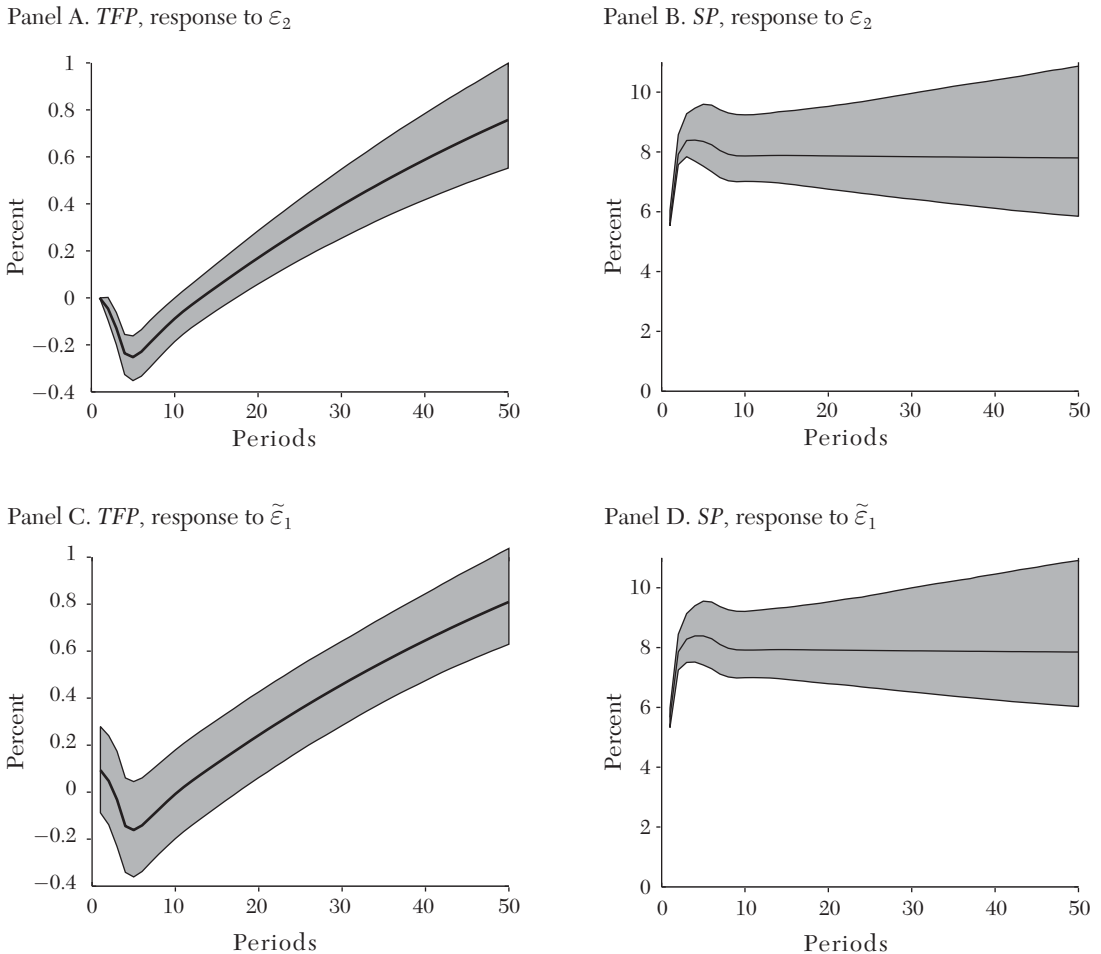 Panel A. TFP, response to ε₂
Percent
1
0.8
0.6
0.4
0.2
0
−0.2
−0.4
0 10 20 30 40 50
Periods
Panel B. SP, response to ε₂
Percent
10
8
6
4
2
0
0 10 20 30 40 50
Periods
Panel C. TFP, response to ε̃₁
Percent
1
0.8
0.6
0.4
0.2
0
−0.2
−0.4
0 10 20 30 40 50
Periods
Panel D. SP, response to ε̃₁
Percent
10
8
6
4
2
0
0 10 20 30 40 50
Periods